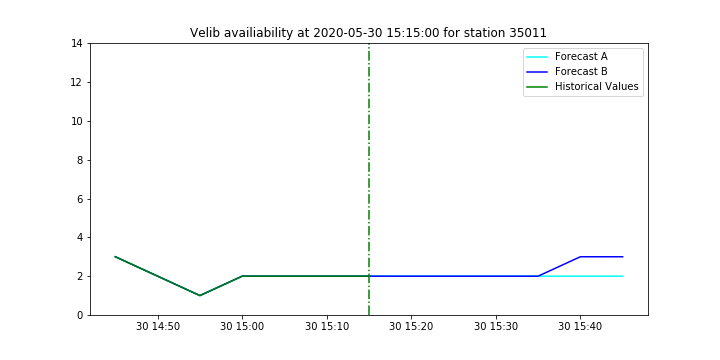 Velib availiability at 2020-05-30 15:15:00 for station 35011
14
12
10
8
6
4
2
0
Forecast A
Forecast B
Historical Values
30 14:50 30 15:00 30 15:10 30 15:20 30 15:30 30 15:40